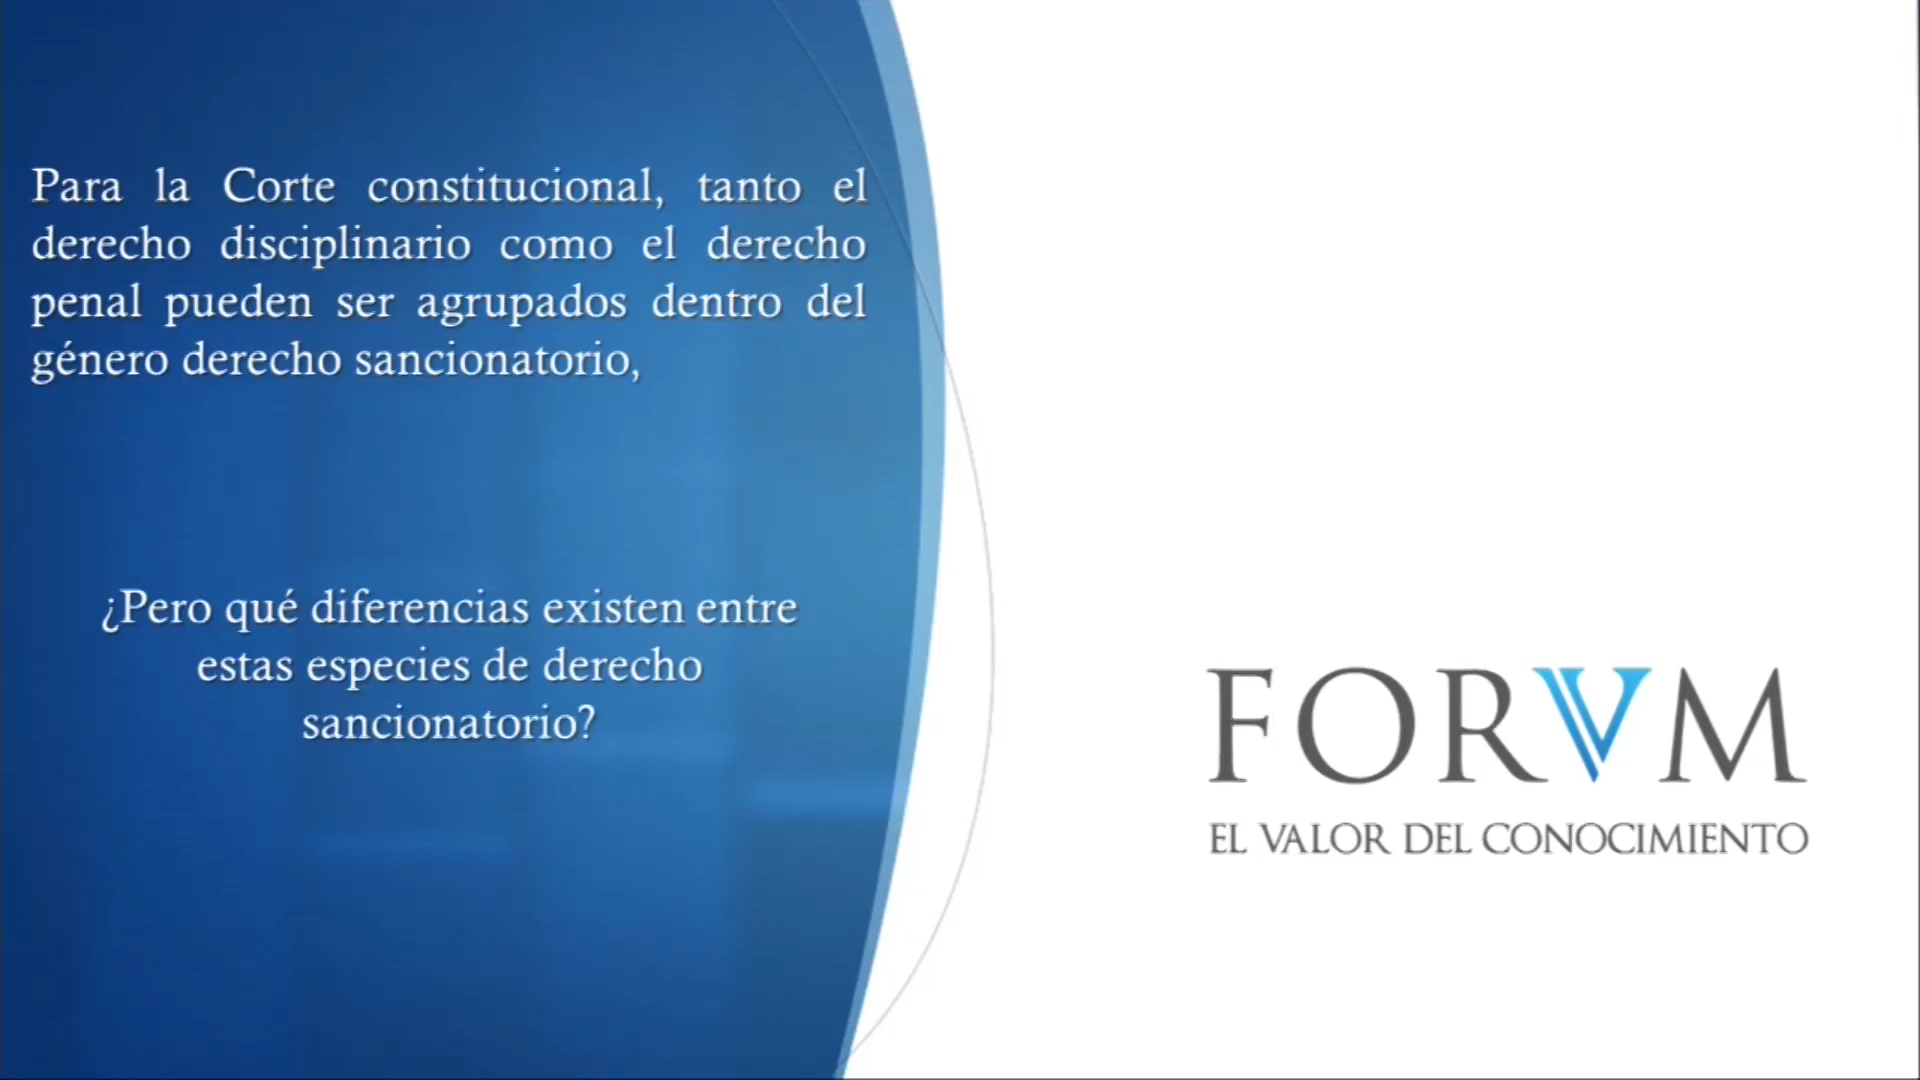 Para la Corte constitucional, tanto el
derecho disciplinario como el derecho
penal pueden ser agrupados dentro del
género derecho sancionatorio,
¿Pero qué diferencias existen entre
estas especies de derecho
sancionatorio?
FORVM
EL VALOR DEL CONOCIMIENTO